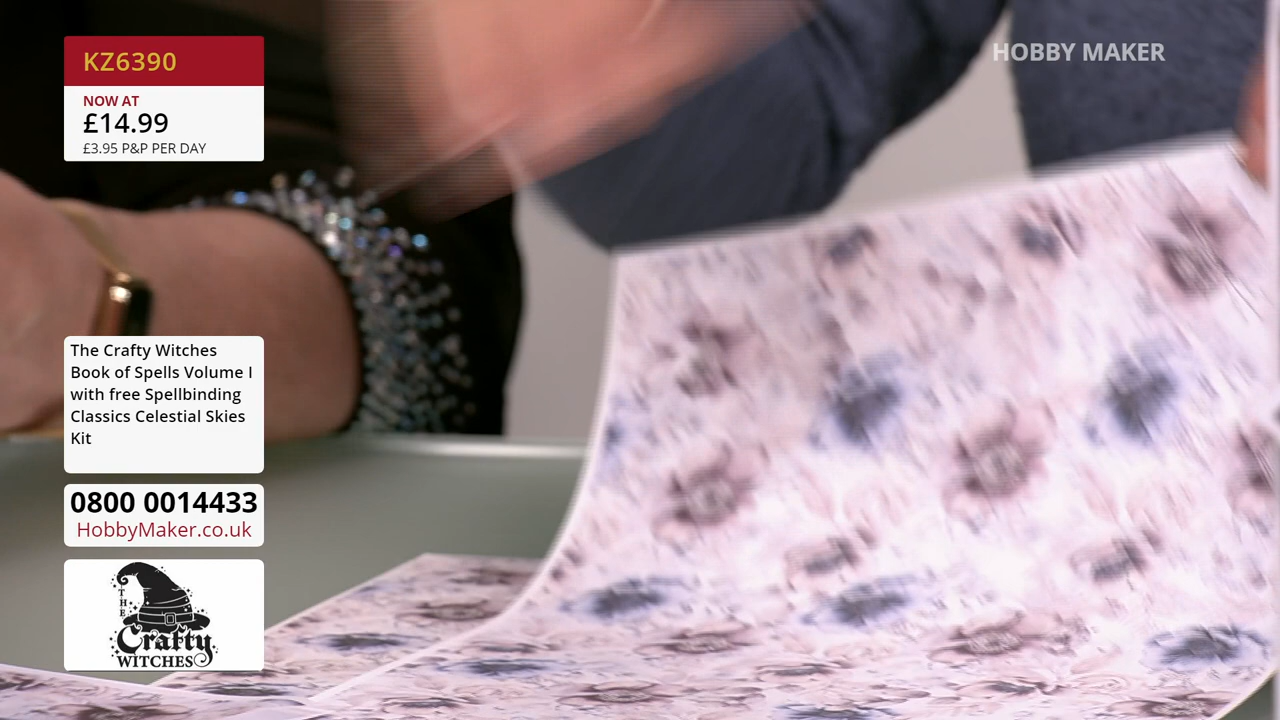 KZ6390
NOW AT
£14.99
£3.95 P&P PER DAY
HOBBY MAKER
The Crafty Witches
Book of Spells Volume I
with free Spellbinding
Classics Celestial Skies
Kit
0800 0014433
HobbyMaker.co.uk
THE
Crafty
WITCHES